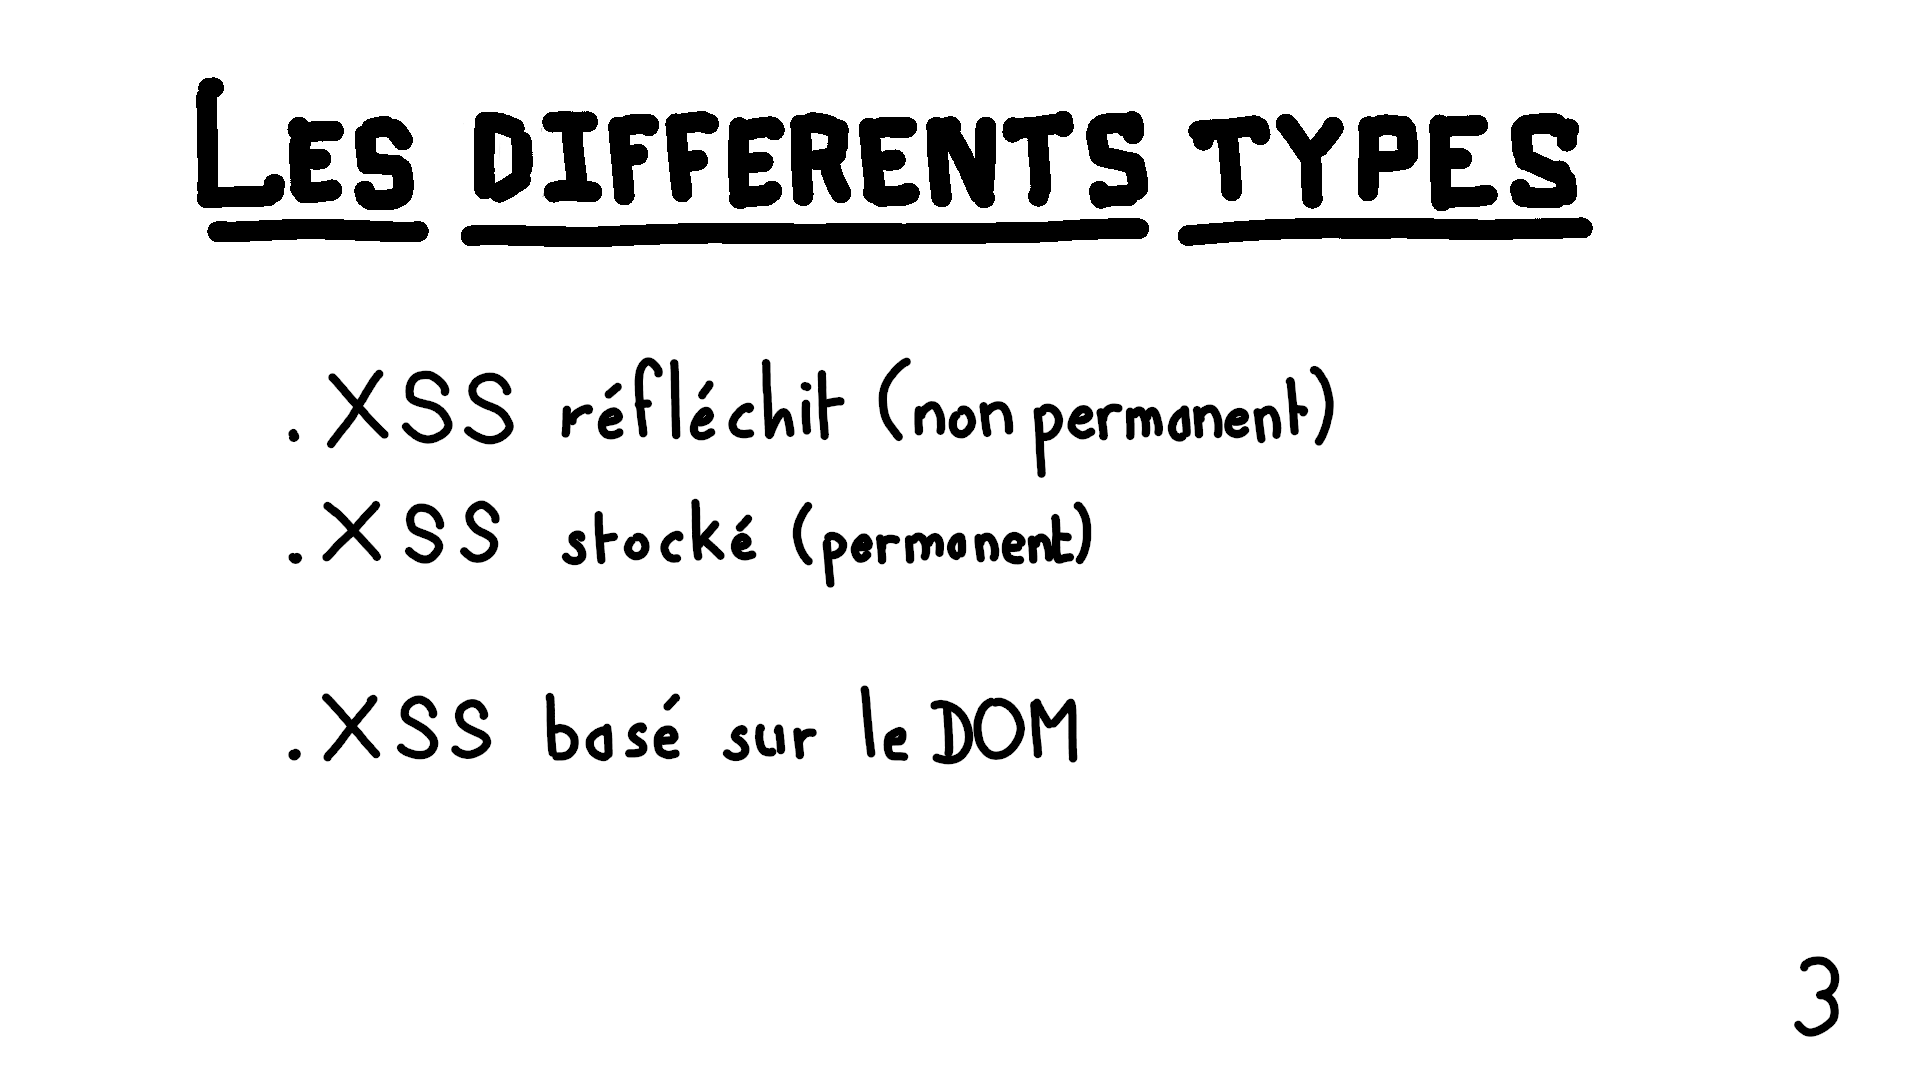 LES DIFFERENTS TYPES
. XSS réfléchit (non permanent)
. XSS stocké (permanent)
. XSS basé sur le DOM
3